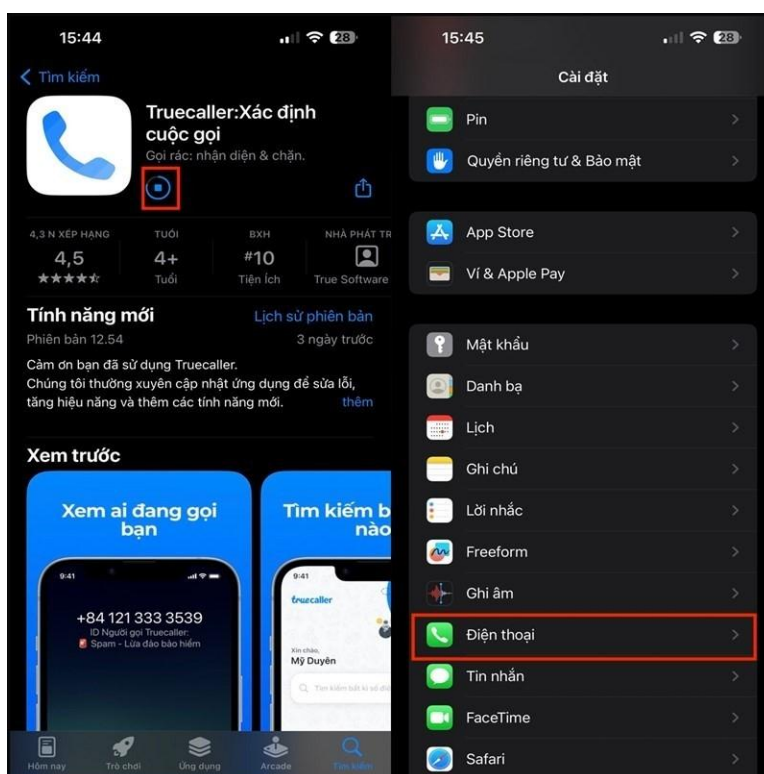 15:44
28
Tìm kiếm
Truecaller:Xác định
cuộc gọi
Gọi rác: nhận diện & chặn.
4,3 N XẾP HẠNG
TUỔI
BXH
NHÀ PHÁT TR
4,5
4+
#10
Tuổi
Tiện ích
True Software
Tính năng mới
Lịch sử phiên bản
Phiên bản 12.54
3 ngày trước
Cảm ơn bạn đã sử dụng Truecaller.
Chúng tôi thường xuyên cập nhật ứng dụng để sửa lỗi,
tăng hiệu năng và thêm các tính năng mới.
thêm
Xem trước
Xem ai đang gọi
bạn
9:41
+84 121 333 3539
ID Người gọi Truecaller:
Spam - Lừa đảo bảo hiểm
Tìm kiếm b
nào
9:41
truecaller
Xin chào,
Mỹ Duyên
Tìm kiếm bất kì số điệ
Hôm nay
Trò chơi
Ứng dụng
Arcade
Tìm kiếm
15:45
28
Cài đặt
Pin
Quyền riêng tư & Bảo mật
App Store
Ví & Apple Pay
Mật khẩu
Danh bạ
Lịch
Ghi chú
Lời nhắc
Freeform
Ghi âm
Điện thoại
Tin nhắn
FaceTime
Safari